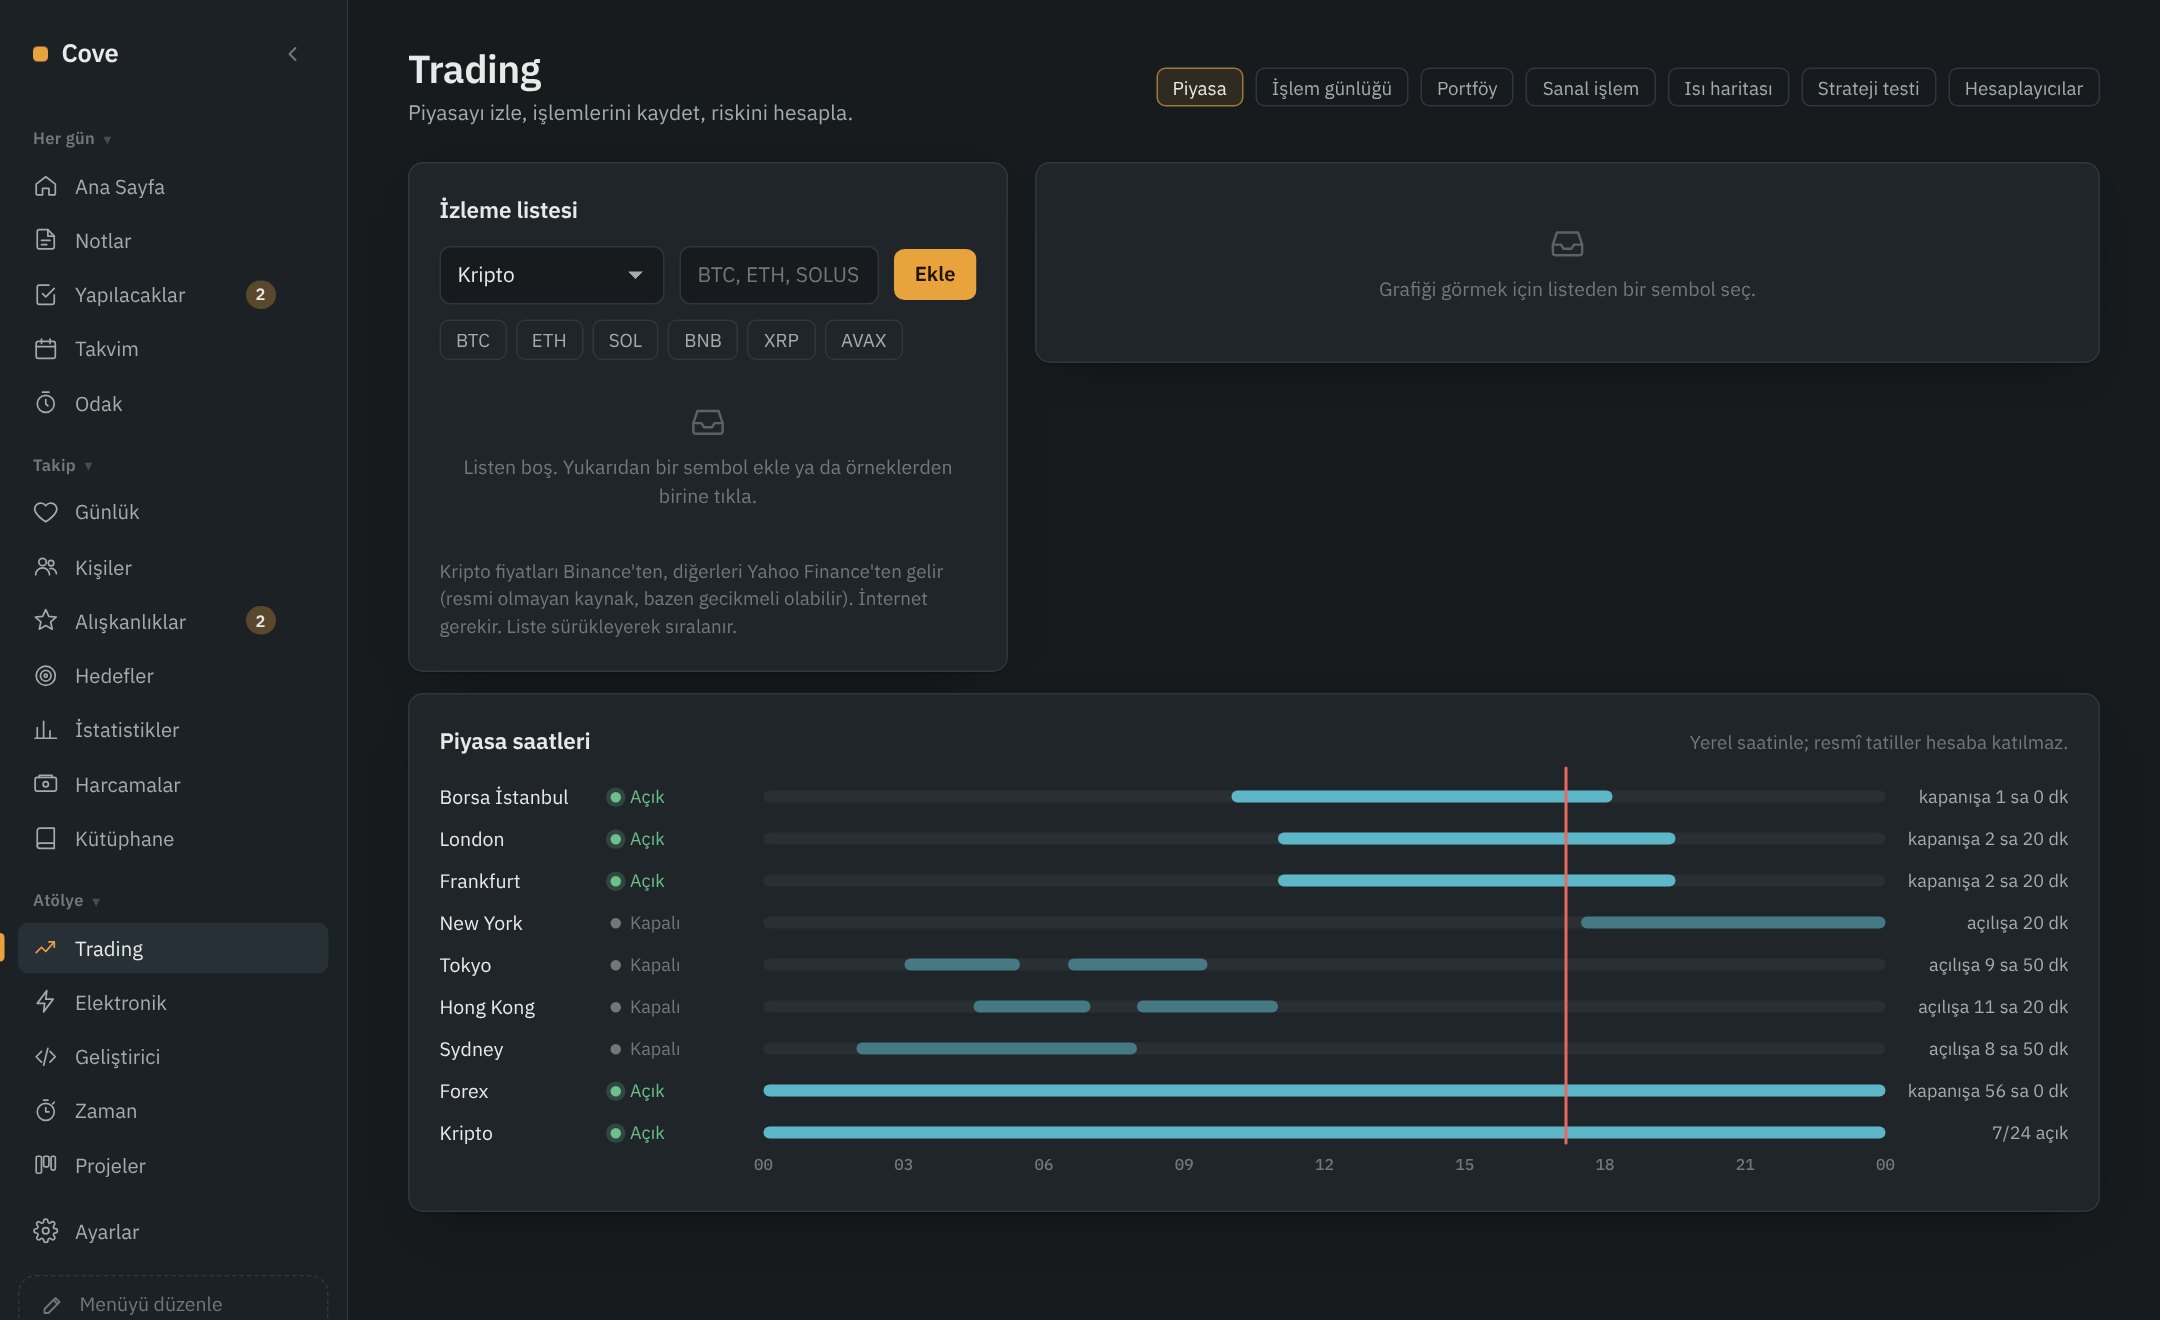 Cove
Her gün
Ana Sayfa
Notlar
Yapılacaklar 2
Takvim
Odak
Takip
Günlük
Kişiler
Alışkanlıklar 2
Hedefler
İstatistikler
Harcamalar
Kütüphane
Atölye
Trading
Elektronik
Geliştirici
Zaman
Projeler
Ayarlar
Menüyü düzenle
Trading
Piyasayı izle, işlemlerini kaydet, riskini hesapla.
Piyasa İşlem günlüğü Portföy Sanal işlem Isı haritası Strateji testi Hesaplayıcılar
İzleme listesi
Kripto BTC, ETH, SOLUS Ekle
BTC ETH SOL BNB XRP AVAX
Listen boş. Yukarıdan bir sembol ekle ya da örneklerden
birine tıkla.
Kripto fiyatları Binance'ten, diğerleri Yahoo Finance'ten gelir
(resmi olmayan kaynak, bazen gecikmeli olabilir). İnternet
gerekir. Liste sürükleyerek sıralanır.
Grafiği görmek için listeden bir sembol seç.
Piyasa saatleri Yerel saatinle; resmî tatiller hesaba katılmaz.
Borsa İstanbul Açık kapanışa 1 sa 0 dk
London Açık kapanışa 2 sa 20 dk
Frankfurt Açık kapanışa 2 sa 20 dk
New York Kapalı açılışa 20 dk
Tokyo Kapalı açılışa 9 sa 50 dk
Hong Kong Kapalı açılışa 11 sa 20 dk
Sydney Kapalı açılışa 8 sa 50 dk
Forex Açık kapanışa 56 sa 0 dk
Kripto Açık 7/24 açık
00 03 06 09 12 15 18 21 00